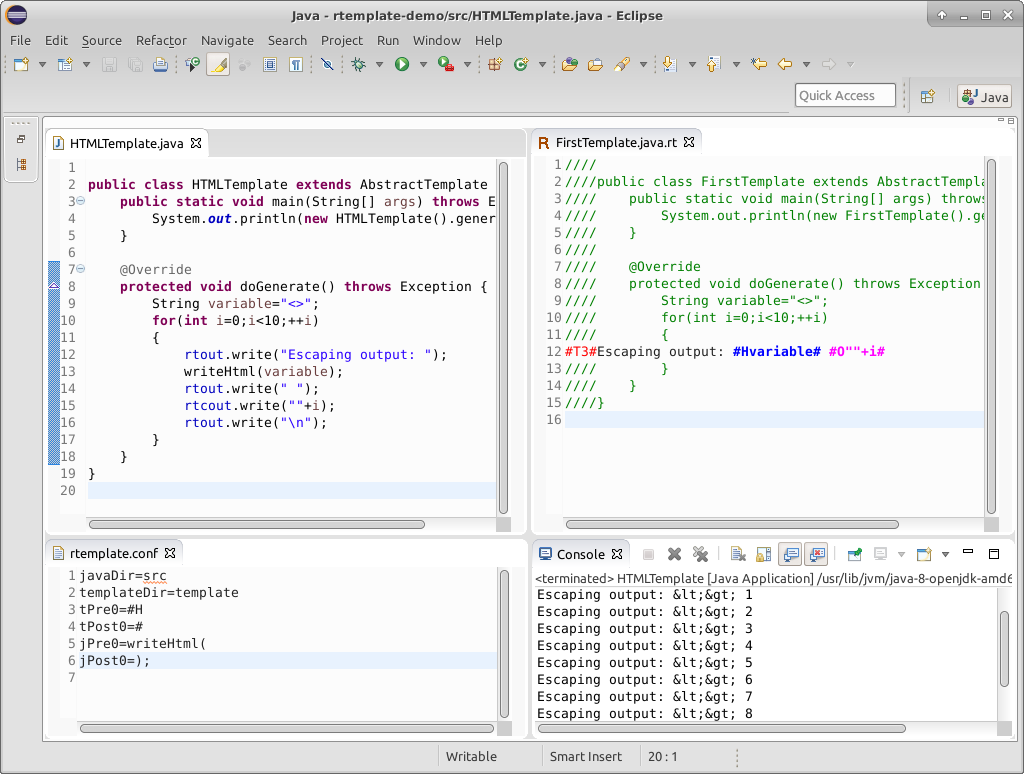 Java - rtemplate-demo/src/HTMLTemplate.java - Eclipse
File Edit Source Refactor Navigate Search Project Run Window Help
Quick Access
Java
HTMLTemplate.java
1
2 public class HTMLTemplate extends AbstractTemplate
3 public static void main(String[] args) throws E
4 System.out.println(new HTMLTemplate().gener
5 }
6
7 @Override
8 protected void doGenerate() throws Exception {
9 String variable="<>";
10 for(int i=0;i<10;++i)
11 {
12 rtout.write("Escaping output: ");
13 writeHtml(variable);
14 rtout.write(" ");
15 rtcout.write(""+i);
16 rtout.write("\n");
17 }
18 }
19 }
20
FirstTemplate.java.rt
1 ////
2 ////public class FirstTemplate extends AbstractTempla
3 //// public static void main(String[] args) throws
4 //// System.out.println(new FirstTemplate().ge
5 //// }
6 ////
7 //// @Override
8 //// protected void doGenerate() throws Exception
9 //// String variable="<>";
10 //// for(int i=0;i<10;++i)
11 //// {
12 #T3#Escaping output: #Hvariable# #O""+i#
13 //// }
14 //// }
15 ////}
16
rtemplate.conf
1 javaDir=src
2 templateDir=template
3 tPre0=#H
4 tPost0=#
5 jPre0=writeHtml(
6 jPost0=);
7
Console
<terminated> HTMLTemplate [Java Application] /usr/lib/jvm/java-8-openjdk-amd6
Escaping output: &lt;&gt; 1
Escaping output: &lt;&gt; 2
Escaping output: &lt;&gt; 3
Escaping output: &lt;&gt; 4
Escaping output: &lt;&gt; 5
Escaping output: &lt;&gt; 6
Escaping output: &lt;&gt; 7
Escaping output: &lt;&gt; 8
Writable Smart Insert 20 : 1